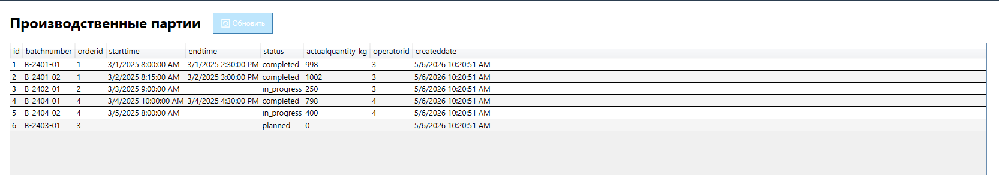 Производственные партии Обновить
id batchnumber orderid starttime endtime status actualquantity_kg operatorid createddate
1 B-2401-01 1 3/1/2025 8:00:00 AM 3/1/2025 2:30:00 PM completed 998 3 5/6/2026 10:20:51 AM
2 B-2401-02 1 3/2/2025 8:15:00 AM 3/2/2025 3:00:00 PM completed 1002 3 5/6/2026 10:20:51 AM
3 B-2402-01 2 3/3/2025 9:00:00 AM in_progress 250 3 5/6/2026 10:20:51 AM
4 B-2404-01 4 3/4/2025 10:00:00 AM 3/4/2025 4:30:00 PM completed 798 4 5/6/2026 10:20:51 AM
5 B-2404-02 4 3/5/2025 8:00:00 AM in_progress 400 4 5/6/2026 10:20:51 AM
6 B-2403-01 3 planned 0 5/6/2026 10:20:51 AM